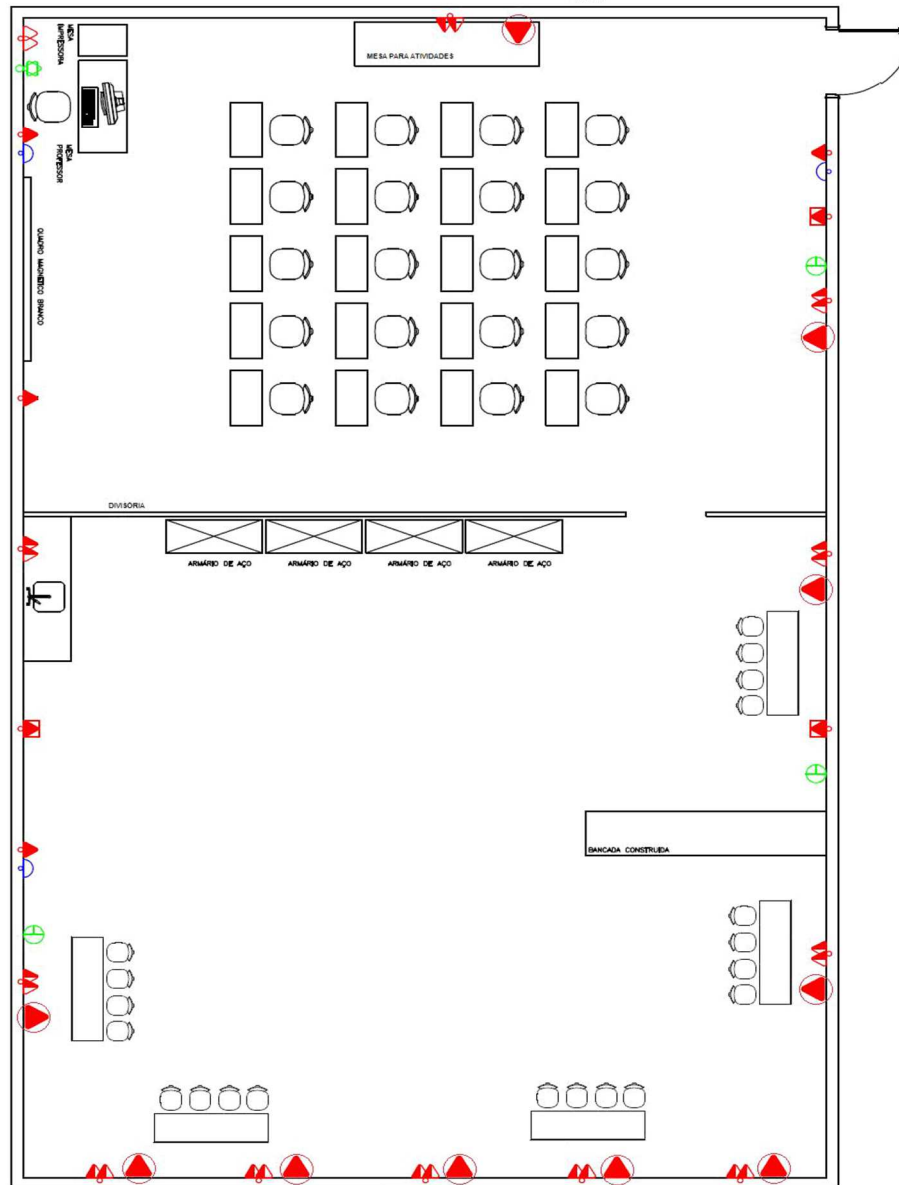 MESA
IMPRESSORA
MESA PARA ATIVIDADES
MESA
PROFESSOR
QUADRO MAGNÉTICO BRANCO
DIVISÓRIA
ARMÁRIO DE AÇO
ARMÁRIO DE AÇO
ARMÁRIO DE AÇO
ARMÁRIO DE AÇO
BANCADA CONSTRUIDA